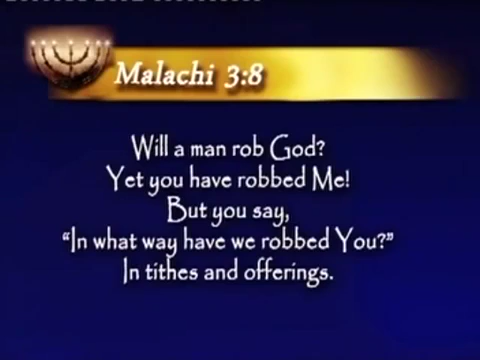 Malachi 3:8
Will a man rob God?
Yet you have robbed Me!
But you say,
“In what way have we robbed You?”
In tithes and offerings.